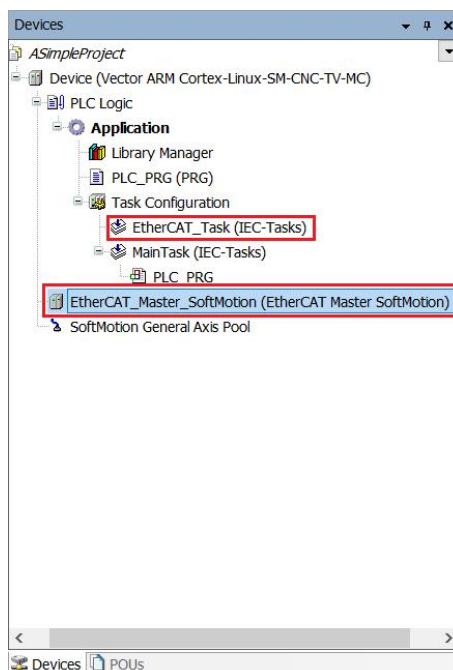 Devices
ASimpleProject
Device (Vector ARM Cortex-Linux-SM-CNC-TV-MC)
PLC Logic
Application
Library Manager
PLC_PRG (PRG)
Task Configuration
EtherCAT_Task (IEC-Tasks)
MainTask (IEC-Tasks)
PLC_PRG
EtherCAT_Master_SoftMotion (EtherCAT Master SoftMotion)
SoftMotion General Axis Pool
Devices POUs